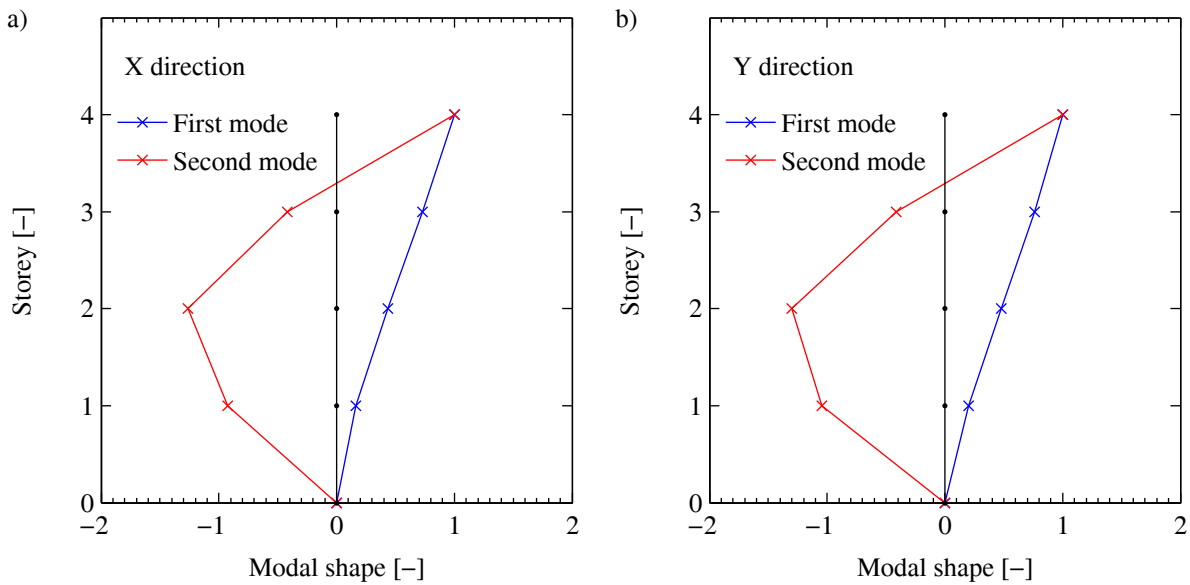 a)
X direction
First mode
Second mode
4
3
2
1
0
−2
−1
0
1
2
Storey [−]
Modal shape [−]
b)
Y direction
First mode
Second mode
4
3
2
1
0
−2
−1
0
1
2
Storey [−]
Modal shape [−]